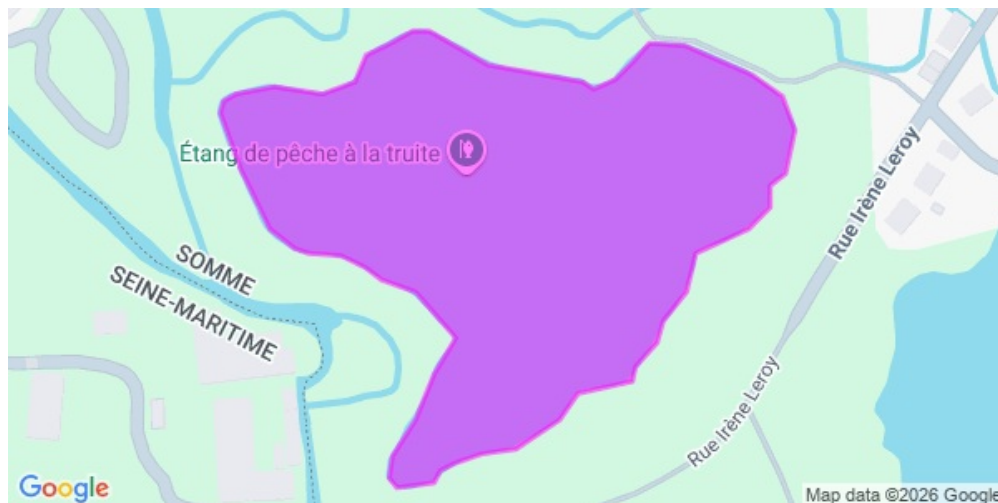 Étang de pêche à la truite
Rue Irène Leroy
SOMME
SEINE-MARITIME
Rue Irène Leroy
Google
Map data ©2026 Google